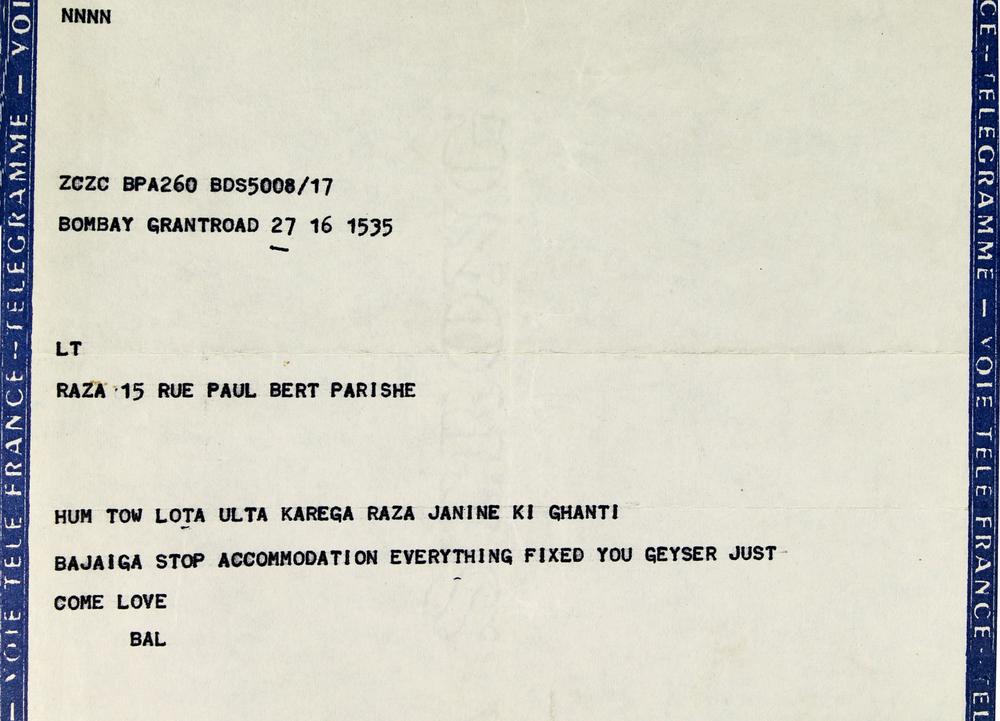 NNNN
ZCZC BPA260 BDS5008/17
BOMBAY GRANTROAD 27 16 1535
LT
RAZA 15 RUE PAUL BERT PARISHE
HUM TOW LOTA ULTA KAREGA RAZA JANINE KI GHANTI
BAJAIGA STOP ACCOMMODATION EVERYTHING FIXED YOU GEYSER JUST
COME LOVE
BAL
— VOIE TELE FRANCE -- TELEGRAMME — VOI
CE -- TELEGRAMME — VOIE TELE FRANCE - TEL